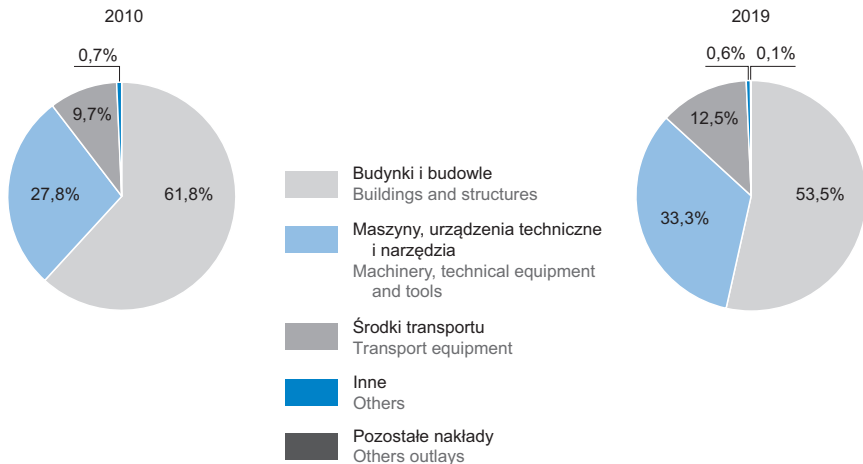 2010
0,7%
9,7%
27,8%
61,8%
Budynki i budowle
Buildings and structures
Maszyny, urządzenia techniczne
i narzędzia
Machinery, technical equipment
and tools
Środki transportu
Transport equipment
Inne
Others
Pozostałe nakłady
Others outlays
2019
0,6%
0,1%
12,5%
33,3%
53,5%